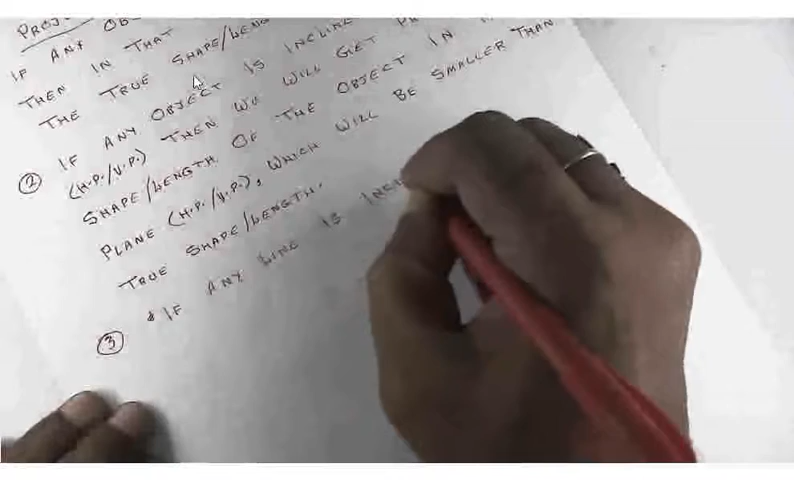 PROJ
IF ANY OB
THEN IN THAT
THE TRUE SHAPE/LENG
② IF ANY OBJECT IS INCLINE
(H.P./V.P.) THEN WE WILL GET
SHAPE/LENGTH OF THE OBJECT IN
PLANE (H.P./V.P.), WHICH WILL BE SMALLER THAN
TRUE SHAPE/LENGTH.
③ IF ANY LINE IS INC